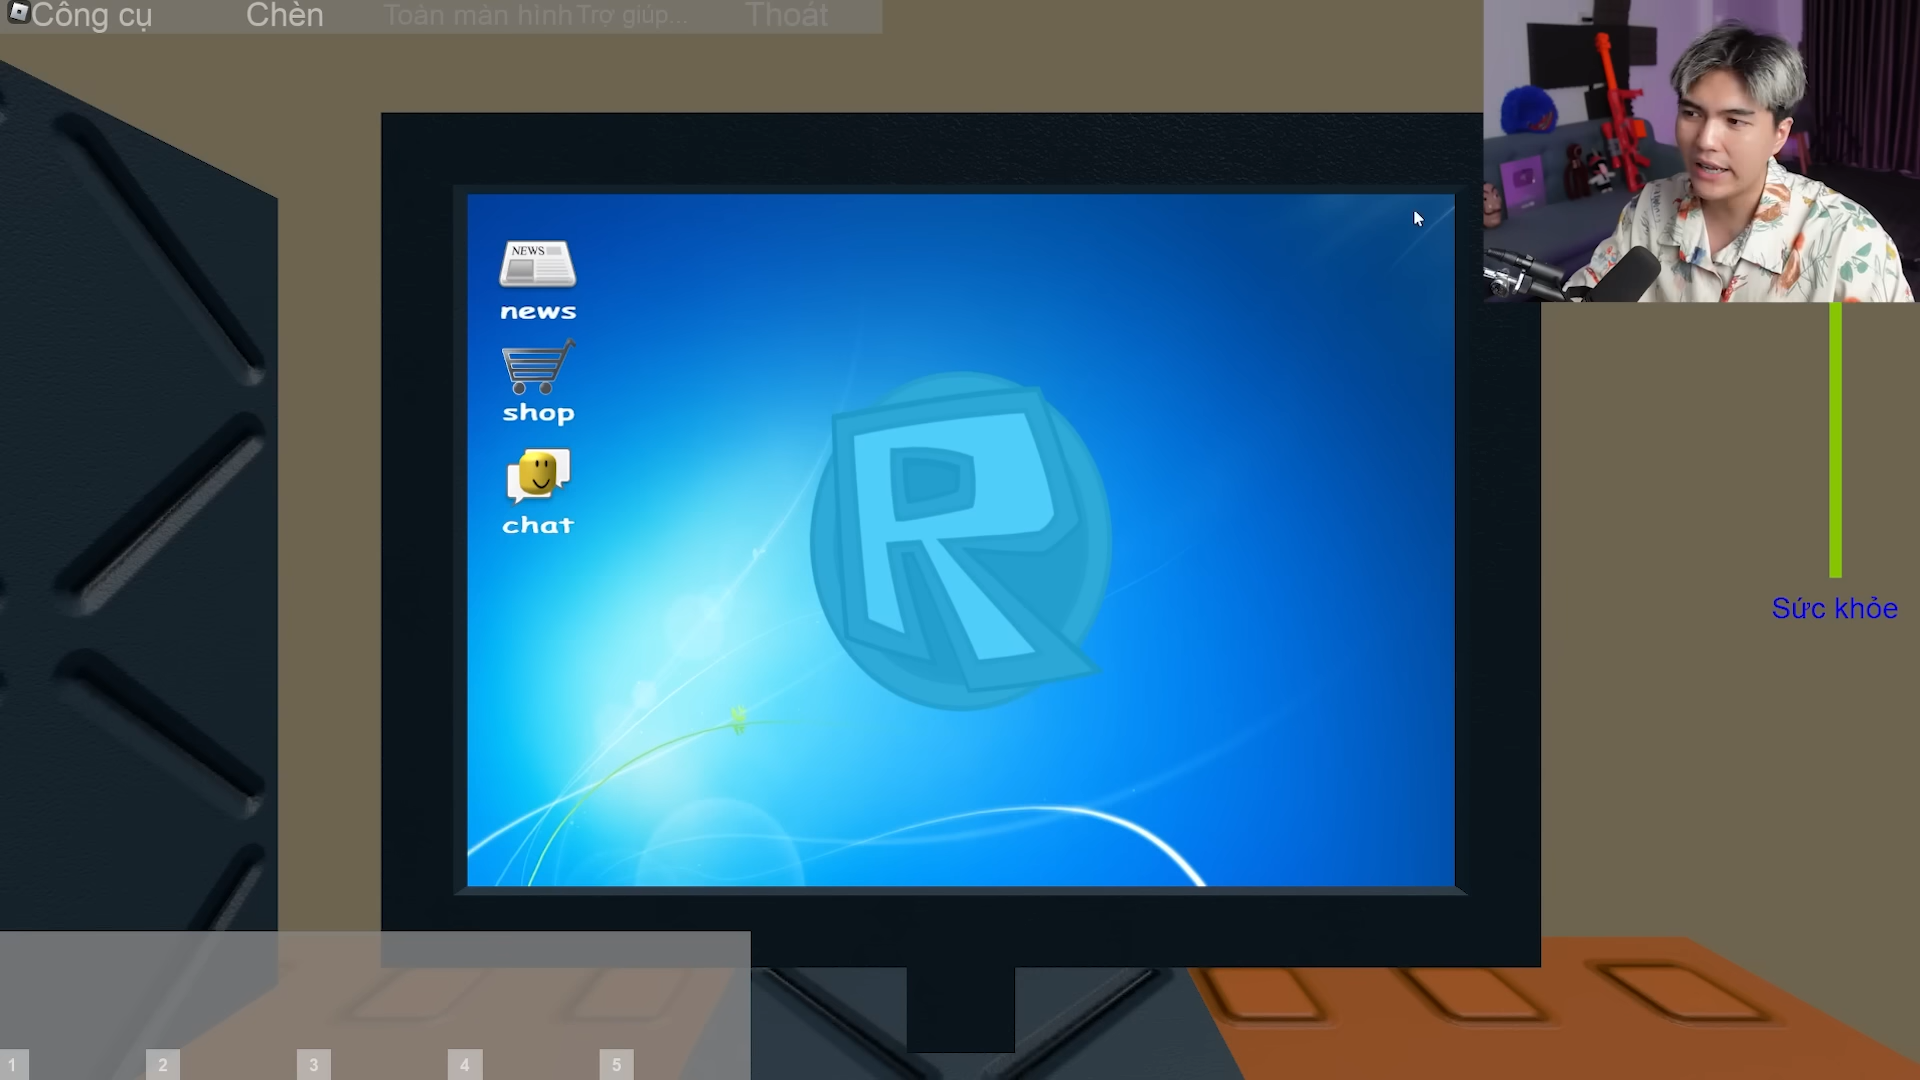 Công cụ Chèn Toàn màn hình Trợ giúp... Thoát
NEWS
news
shop
chat
R
Sức khỏe
1 2 3 4 5